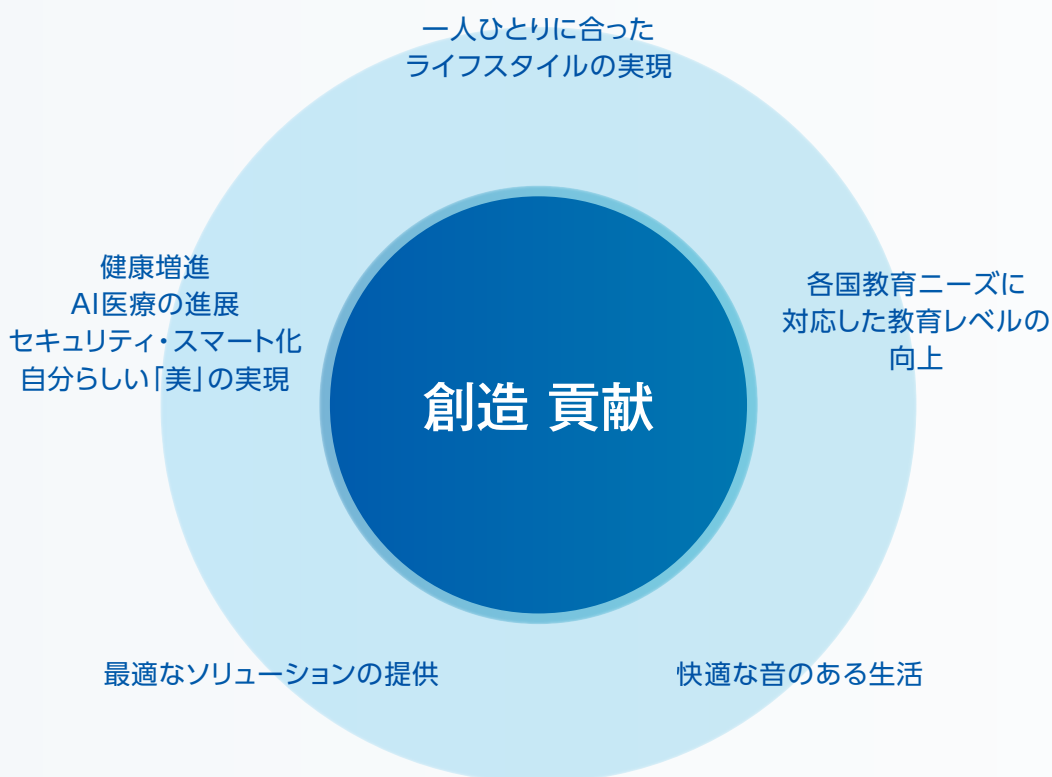 一人ひとりに合った
ライフスタイルの実現
健康増進
AI医療の進展
セキュリティ・スマート化
自分らしい「美」の実現
各国教育ニーズに
対応した教育レベルの
向上
創造 貢献
最適なソリューションの提供
快適な音のある生活